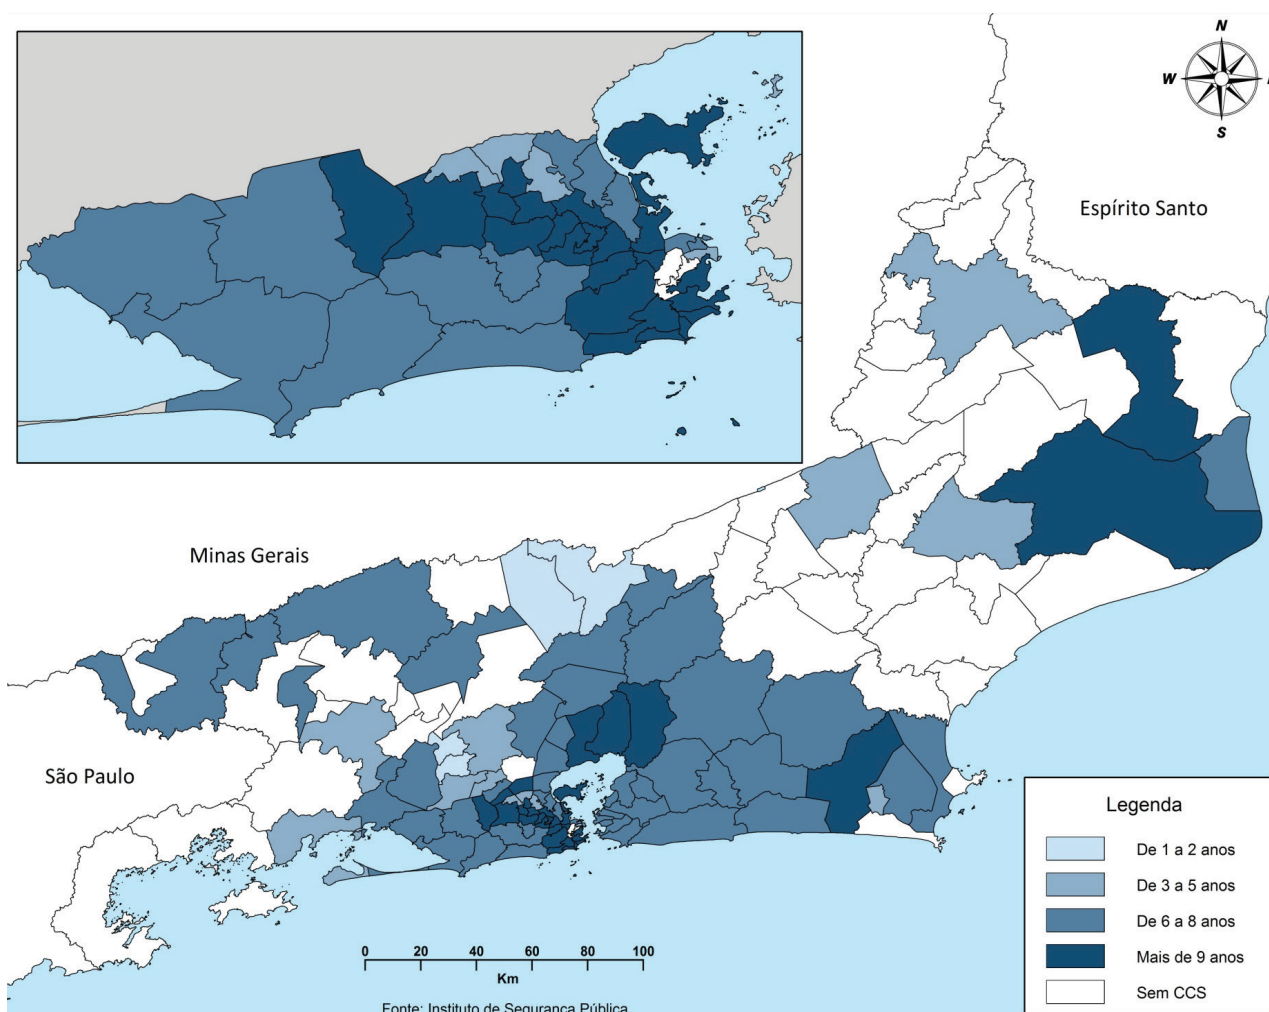 N
W
S
Espírito Santo
Minas Gerais
São Paulo
Legenda
De 1 a 2 anos
De 3 a 5 anos
De 6 a 8 anos
Mais de 9 anos
Sem CCS
0 20 40 60 80 100
Km
Fonte: Instituto de Segurança Pública